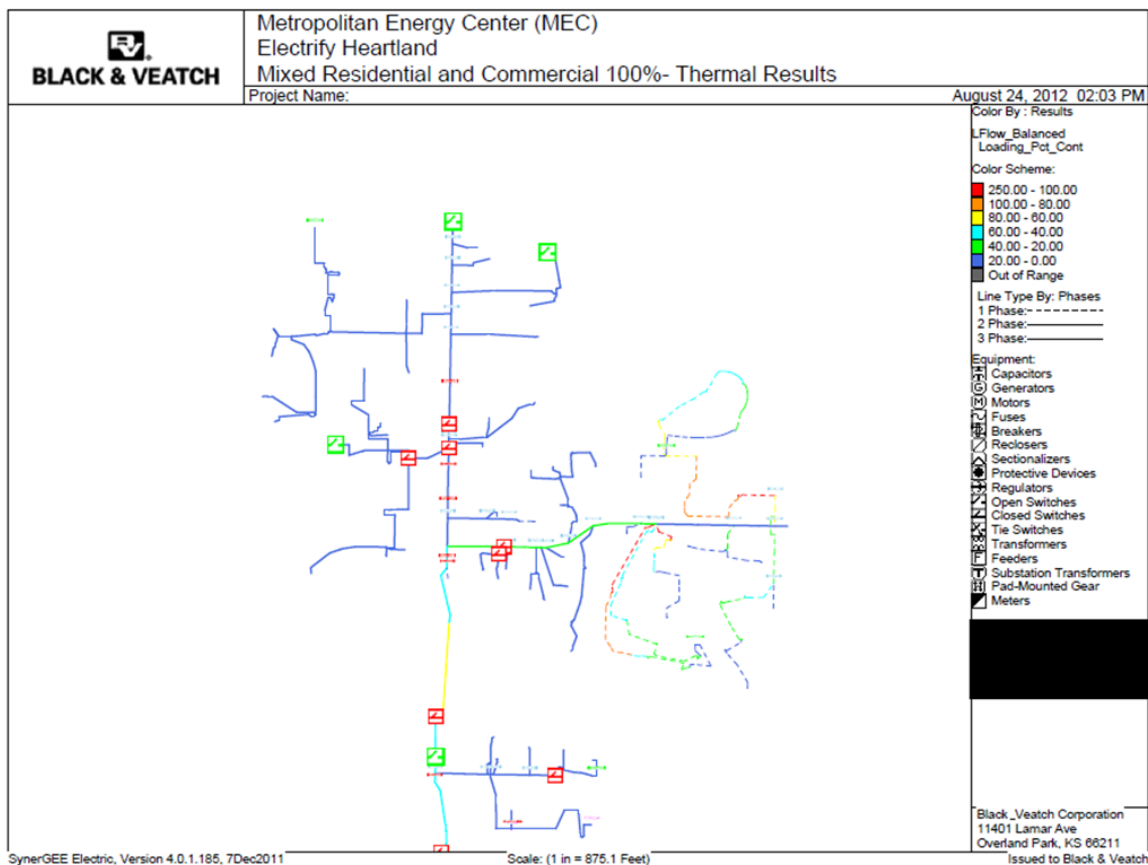 BV.
BLACK & VEATCH
Metropolitan Energy Center (MEC)
Electrify Heartland
Mixed Residential and Commercial 100%- Thermal Results
Project Name:
August 24, 2012 02:03 PM
Color By : Results
LFlow_Balanced
Loading_Pct_Cont
Color Scheme:
250.00 - 100.00
100.00 - 80.00
80.00 - 60.00
60.00 - 40.00
40.00 - 20.00
20.00 - 0.00
Out of Range
Line Type By: Phases
1 Phase:
2 Phase:
3 Phase:
Equipment:
Capacitors
G Generators
M Motors
Fuses
Breakers
Reclosers
Sectionalizers
Protective Devices
Regulators
Open Switches
Closed Switches
Tie Switches
Transformers
F Feeders
T Substation Transformers
Pad-Mounted Gear
Meters
Black_Veatch Corporation
11401 Lamar Ave
Overland Park, KS 66211
SynerGEE Electric, Version 4.0.1.185, 7Dec2011
Scale: (1 in = 875.1 Feet)
Issued to Black & Veatch